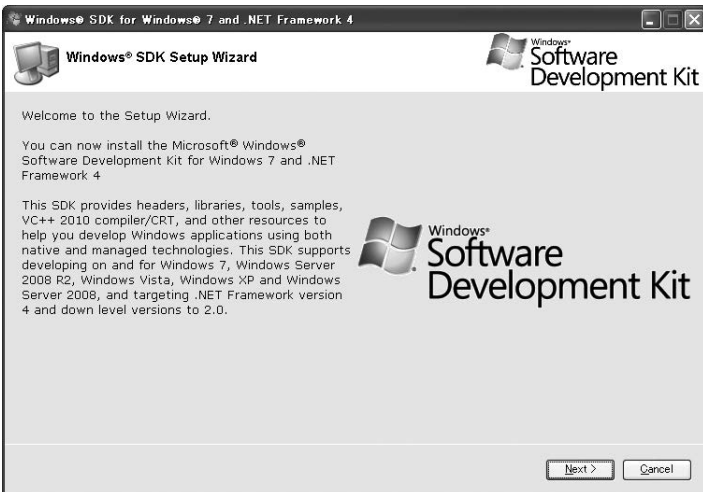 Windows® SDK for Windows® 7 and .NET Framework 4
Windows® SDK Setup Wizard
Windows®
Software
Development Kit
Welcome to the Setup Wizard.
You can now install the Microsoft® Windows®
Software Development Kit for Windows 7 and .NET
Framework 4
This SDK provides headers, libraries, tools, samples,
VC++ 2010 compiler/CRT, and other resources to
help you develop Windows applications using both
native and managed technologies. This SDK supports
developing on and for Windows 7, Windows Server
2008 R2, Windows Vista, Windows XP and Windows
Server 2008, and targeting .NET Framework version
4 and down level versions to 2.0.
Windows®
Software
Development Kit
Next >
Cancel